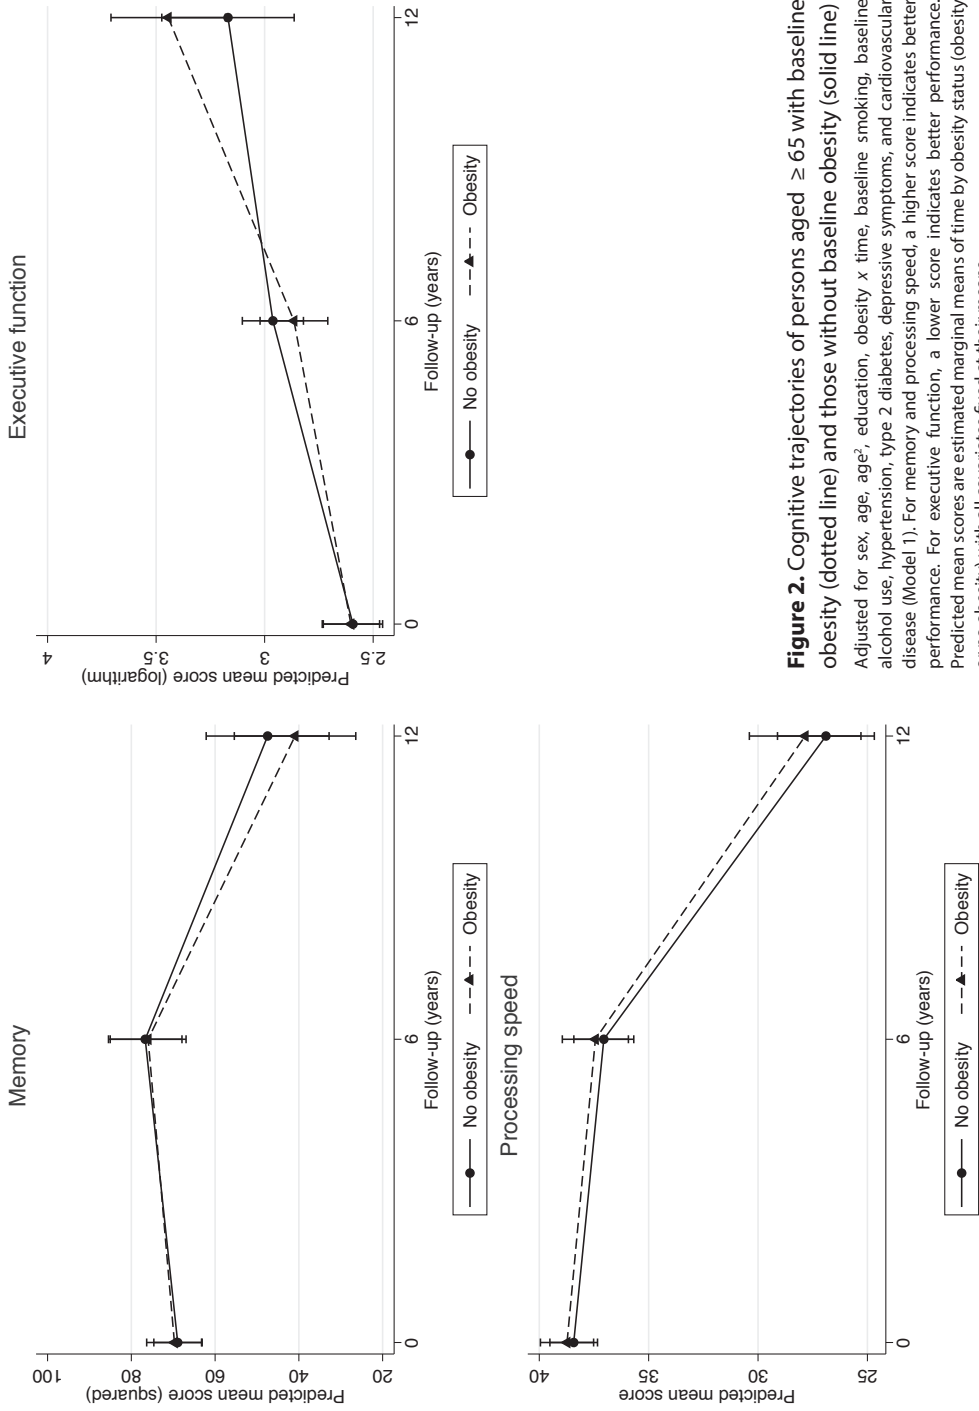 Memory
Predicted mean score (squared)
100
80
60
40
20
0
6
12
Follow-up (years)
No obesity
Obesity
Executive function
Predicted mean score (logarithm)
4
3.5
3
2.5
0
6
12
Follow-up (years)
No obesity
Obesity
Processing speed
Predicted mean score
40
35
30
25
0
6
12
Follow-up (years)
No obesity
Obesity
Figure 2. Cognitive trajectories of persons aged ≥ 65 with baseline
obesity (dotted line) and those without baseline obesity (solid line)
Adjusted for sex, age, age², education, obesity x time, baseline smoking, baseline
alcohol use, hypertension, type 2 diabetes, depressive symptoms, and cardiovascular
disease (Model 1). For memory and processing speed, a higher score indicates better
performance. For executive function, a lower score indicates better performance.
Predicted mean scores are estimated marginal means of time by obesity status (obesity